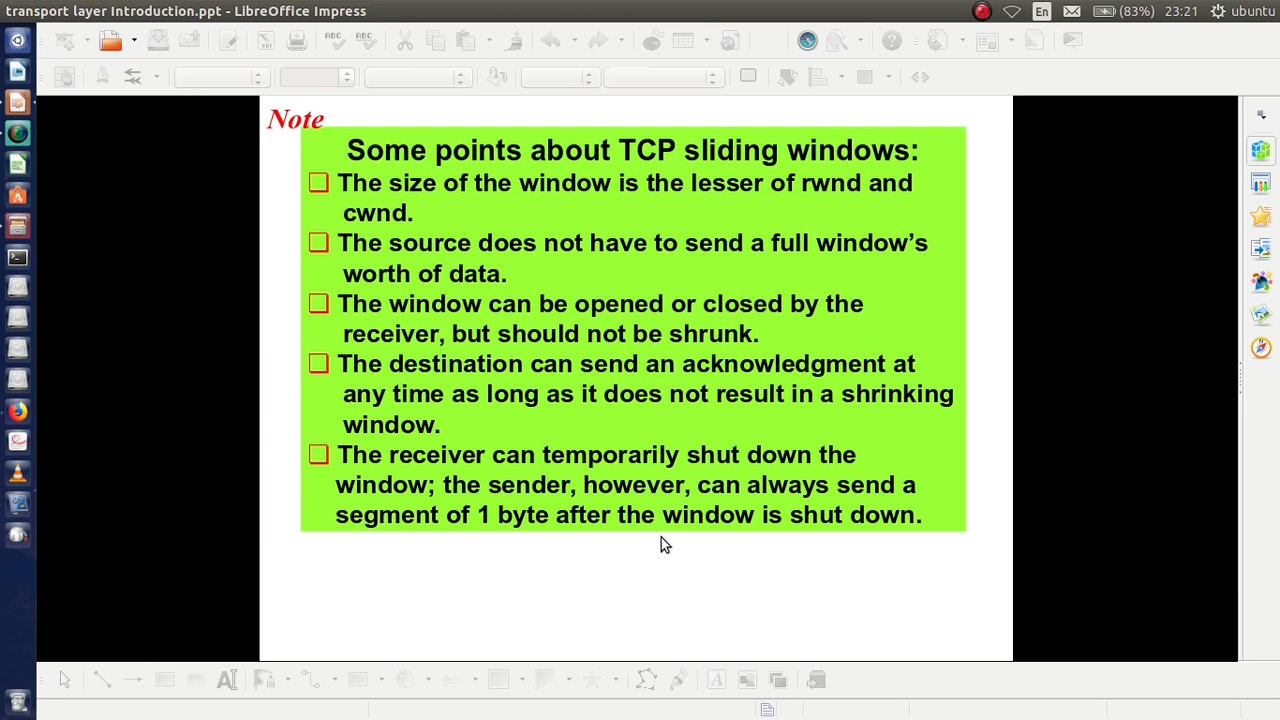 transport layer Introduction.ppt - LibreOffice Impress
En (83%) 23:21 ubuntu
Note
Some points about TCP sliding windows:
❏ The size of the window is the lesser of rwnd and
cwnd.
❏ The source does not have to send a full window’s
worth of data.
❏ The window can be opened or closed by the
receiver, but should not be shrunk.
❏ The destination can send an acknowledgment at
any time as long as it does not result in a shrinking
window.
❏ The receiver can temporarily shut down the
window; the sender, however, can always send a
segment of 1 byte after the window is shut down.